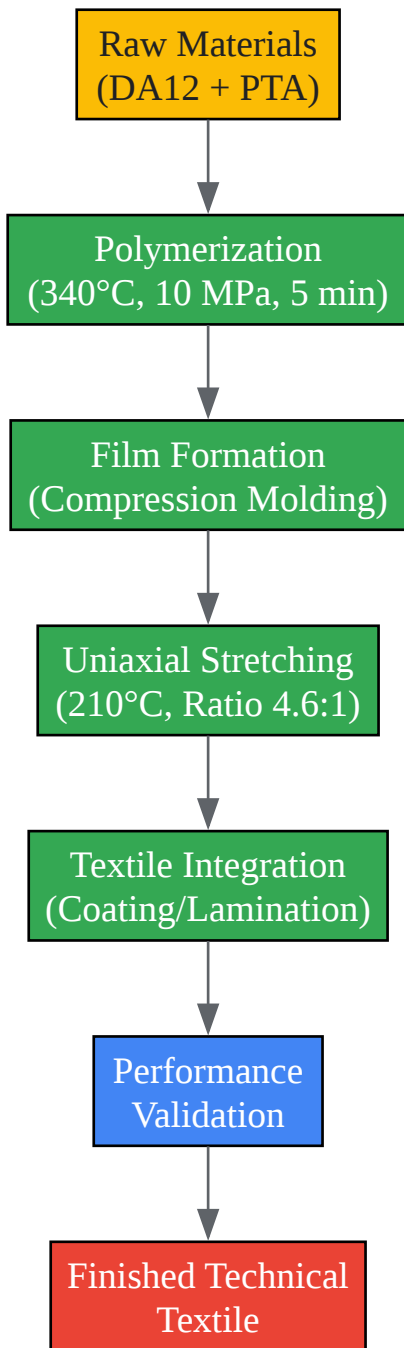 Raw Materials
(DA12 + PTA)
Polymerization
(340°C, 10 MPa, 5 min)
Film Formation
(Compression Molding)
Uniaxial Stretching
(210°C, Ratio 4.6:1)
Textile Integration
(Coating/Lamination)
Performance
Validation
Finished Technical
Textile